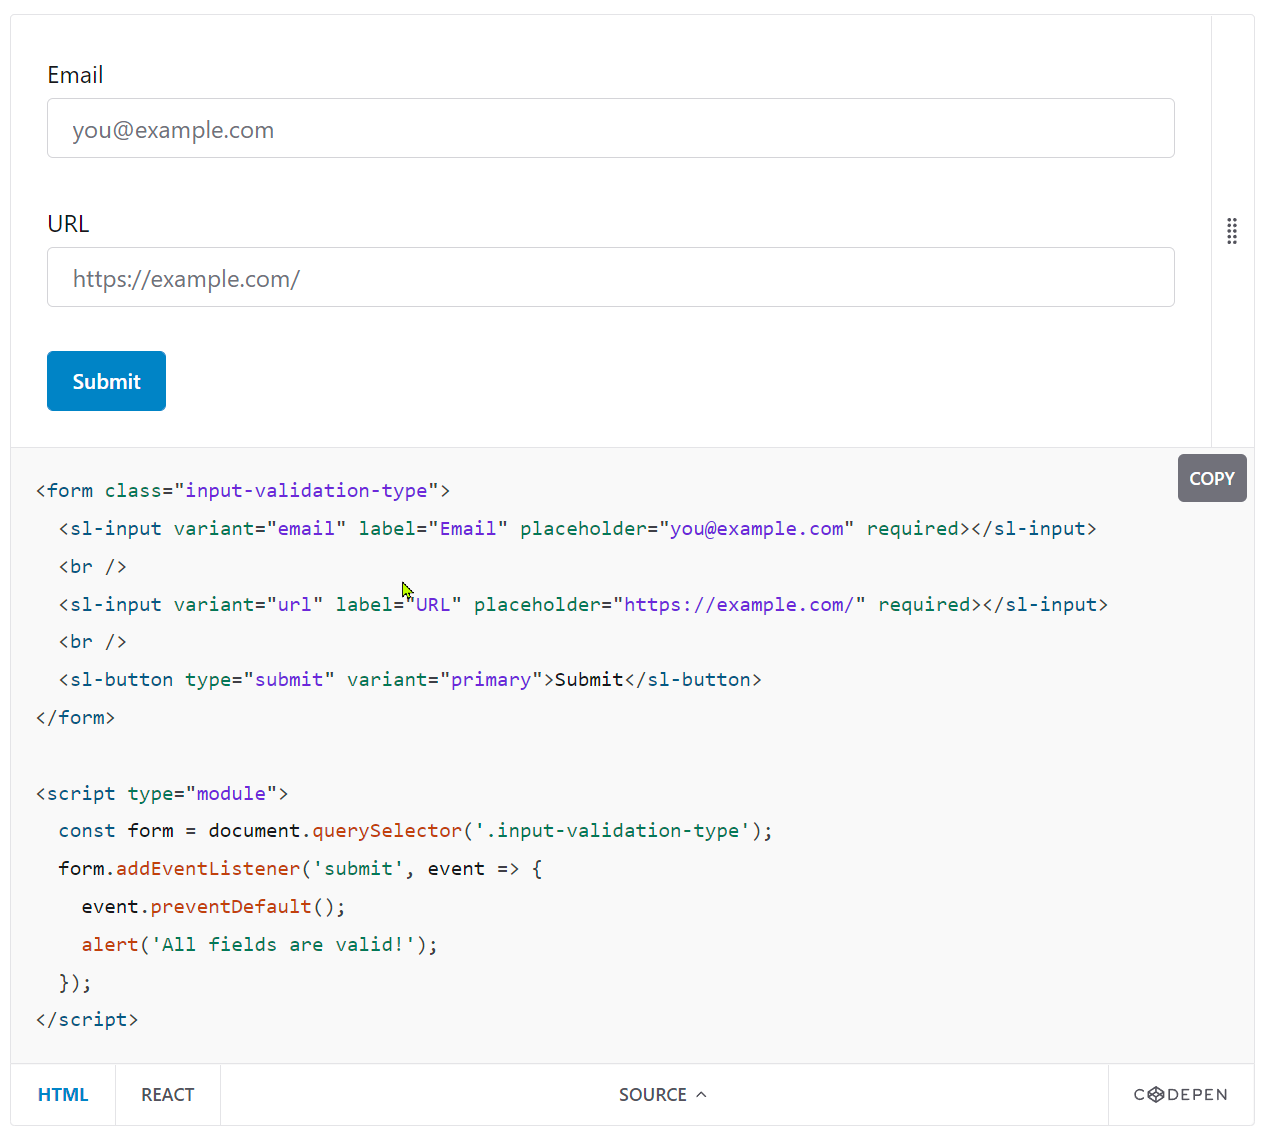 Email
you@example.com
URL
https://example.com/
Submit
COPY
<form class="input-validation-type">
  <sl-input variant="email" label="Email" placeholder="you@example.com" required></sl-input>
  <br />
  <sl-input variant="url" label="URL" placeholder="https://example.com/" required></sl-input>
  <br />
  <sl-button type="submit" variant="primary">Submit</sl-button>
</form>

<script type="module">
  const form = document.querySelector('.input-validation-type');
  form.addEventListener('submit', event => {
    event.preventDefault();
    alert('All fields are valid!');
  });
</script>
HTML REACT SOURCE CODEPEN